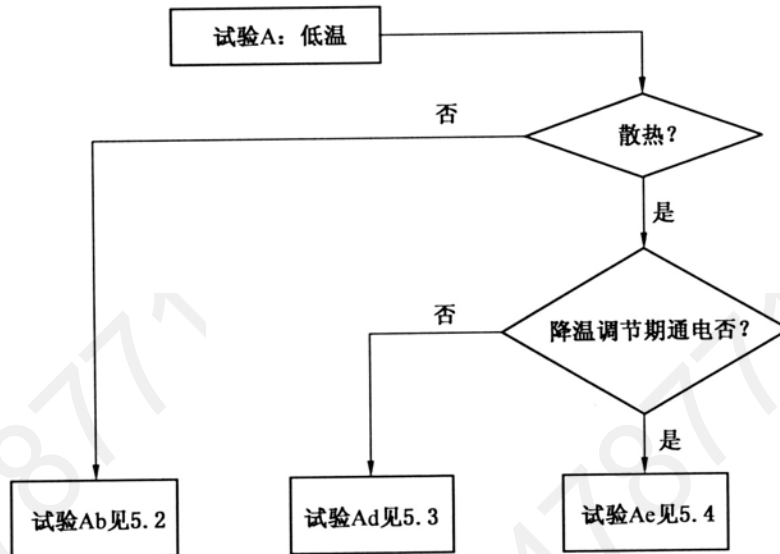 试验A：低温
否
散热？
是
否
降温调节期通电否？
是
试验Ab见5.2
试验Ad见5.3
试验Ae见5.4